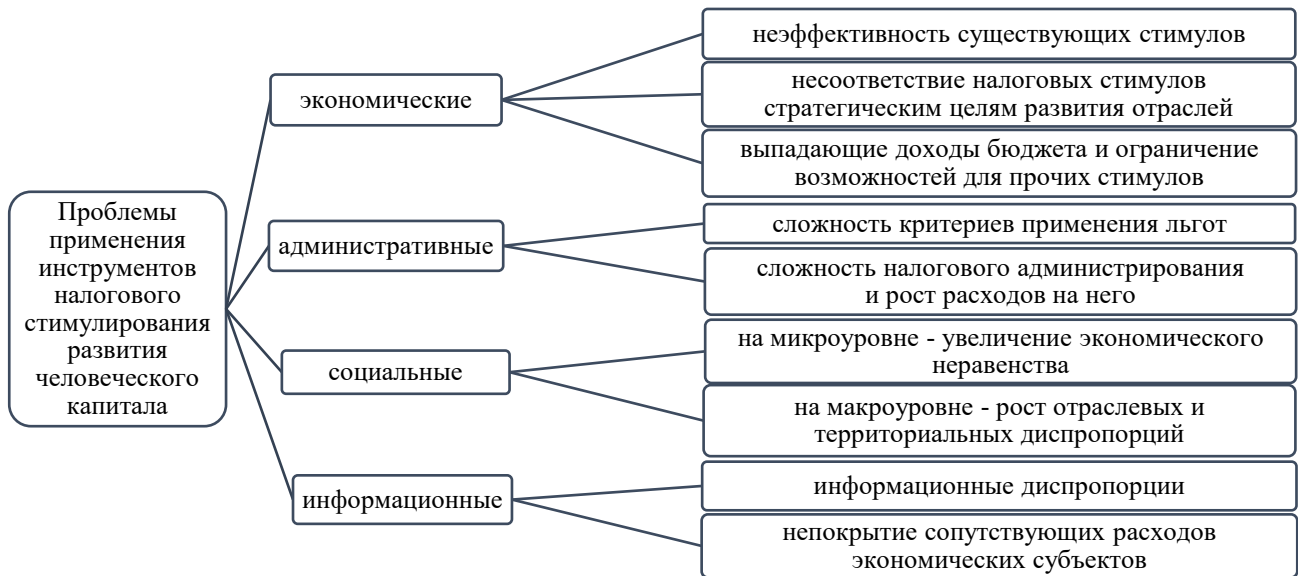 Проблемы
применения
инструментов
налогового
стимулирования
развития
человеческого
капитала
экономические
неэффективность существующих стимулов
несоответствие налоговых стимулов
стратегическим целям развития отраслей
выпадающие доходы бюджета и ограничение
возможностей для прочих стимулов
административные
сложность критериев применения льгот
сложность налогового администрирования
и рост расходов на него
социальные
на микроуровне - увеличение экономического
неравенства
на макроуровне - рост отраслевых и
территориальных диспропорций
информационные
информационные диспропорции
непокрытие сопутствующих расходов
экономических субъектов